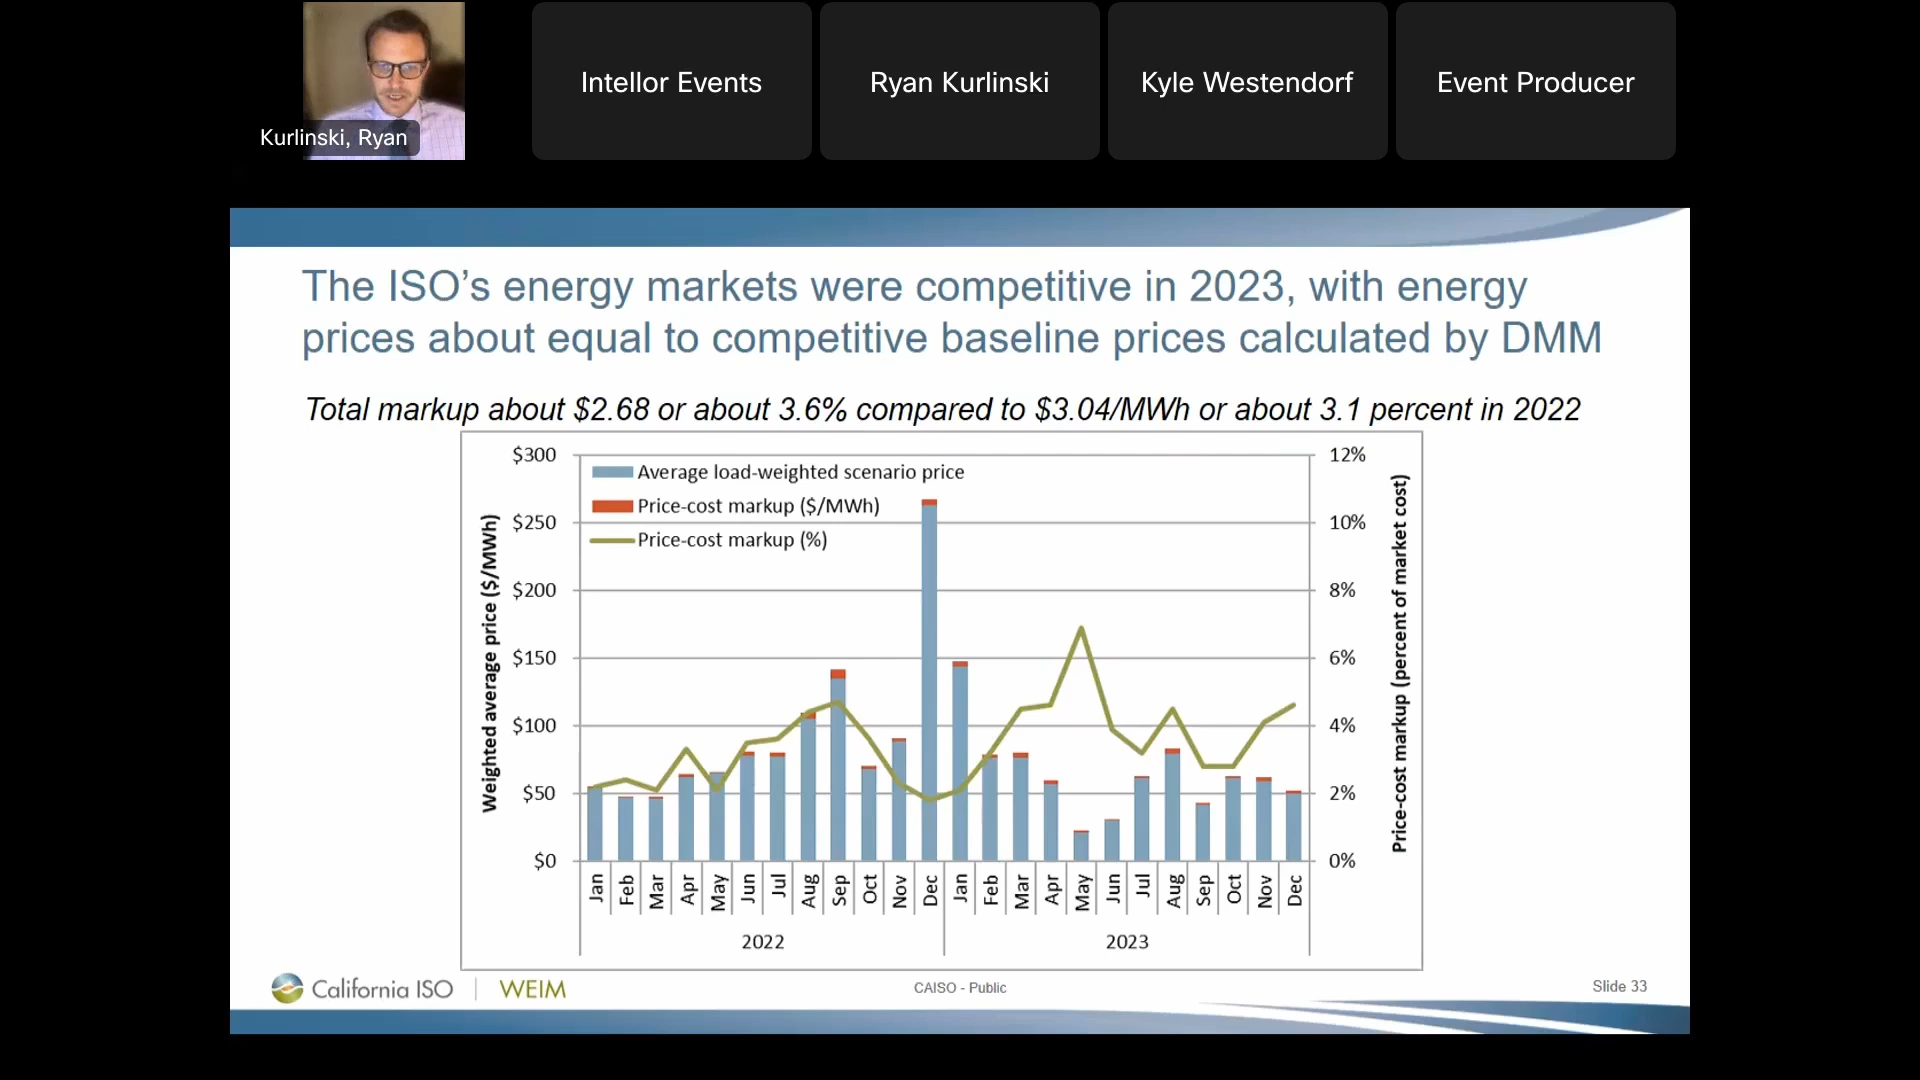 Kurlinski, Ryan
Intellor Events
Ryan Kurlinski
Kyle Westendorf
Event Producer
The ISO’s energy markets were competitive in 2023, with energy
prices about equal to competitive baseline prices calculated by DMM
Total markup about $2.68 or about 3.6% compared to $3.04/MWh or about 3.1 percent in 2022
Weighted average price ($/MWh)
$300
$250
$200
$150
$100
$50
$0
Average load-weighted scenario price
Price-cost markup ($/MWh)
Price-cost markup (%)
12%
10%
8%
6%
4%
2%
0%
Price-cost markup (percent of market cost)
Jan Feb Mar Apr May Jun Jul Aug Sep Oct Nov Dec Jan Feb Mar Apr May Jun Jul Aug Sep Oct Nov Dec
2022 2023
California ISO WEIM
CAISO - Public
Slide 33